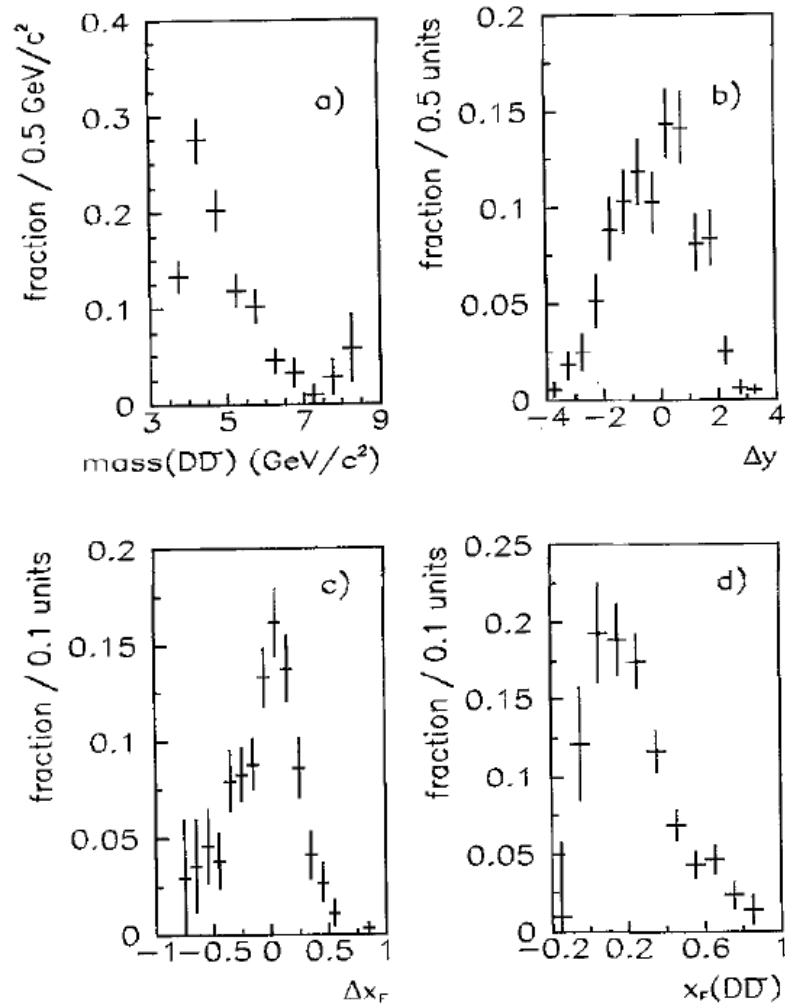 0.4
0.3
0.2
0.1
0
3 5 7 9
fraction / 0.5 GeV/c²
mass(DD̅) (GeV/c²)
a)
0.2
0.15
0.1
0.05
0
−4 −2 0 2 4
fraction / 0.5 units
Δy
b)
0.2
0.15
0.1
0.05
0
−1 −0.5 0 0.5 1
fraction / 0.1 units
Δx_F
c)
0.25
0.2
0.15
0.1
0.05
0
−0.2 0.2 0.6 1
fraction / 0.1 units
x_F(DD̅)
d)